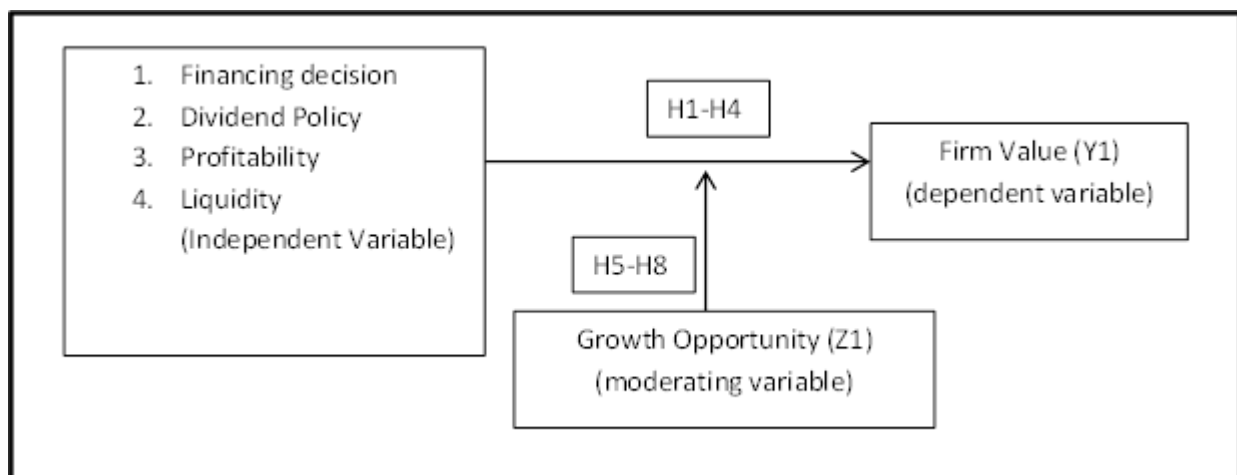 1. Financing decision
2. Dividend Policy
3. Profitability
4. Liquidity
(Independent Variable)
H1-H4
Firm Value (Y1)
(dependent variable)
H5-H8
Growth Opportunity (Z1)
(moderating variable)